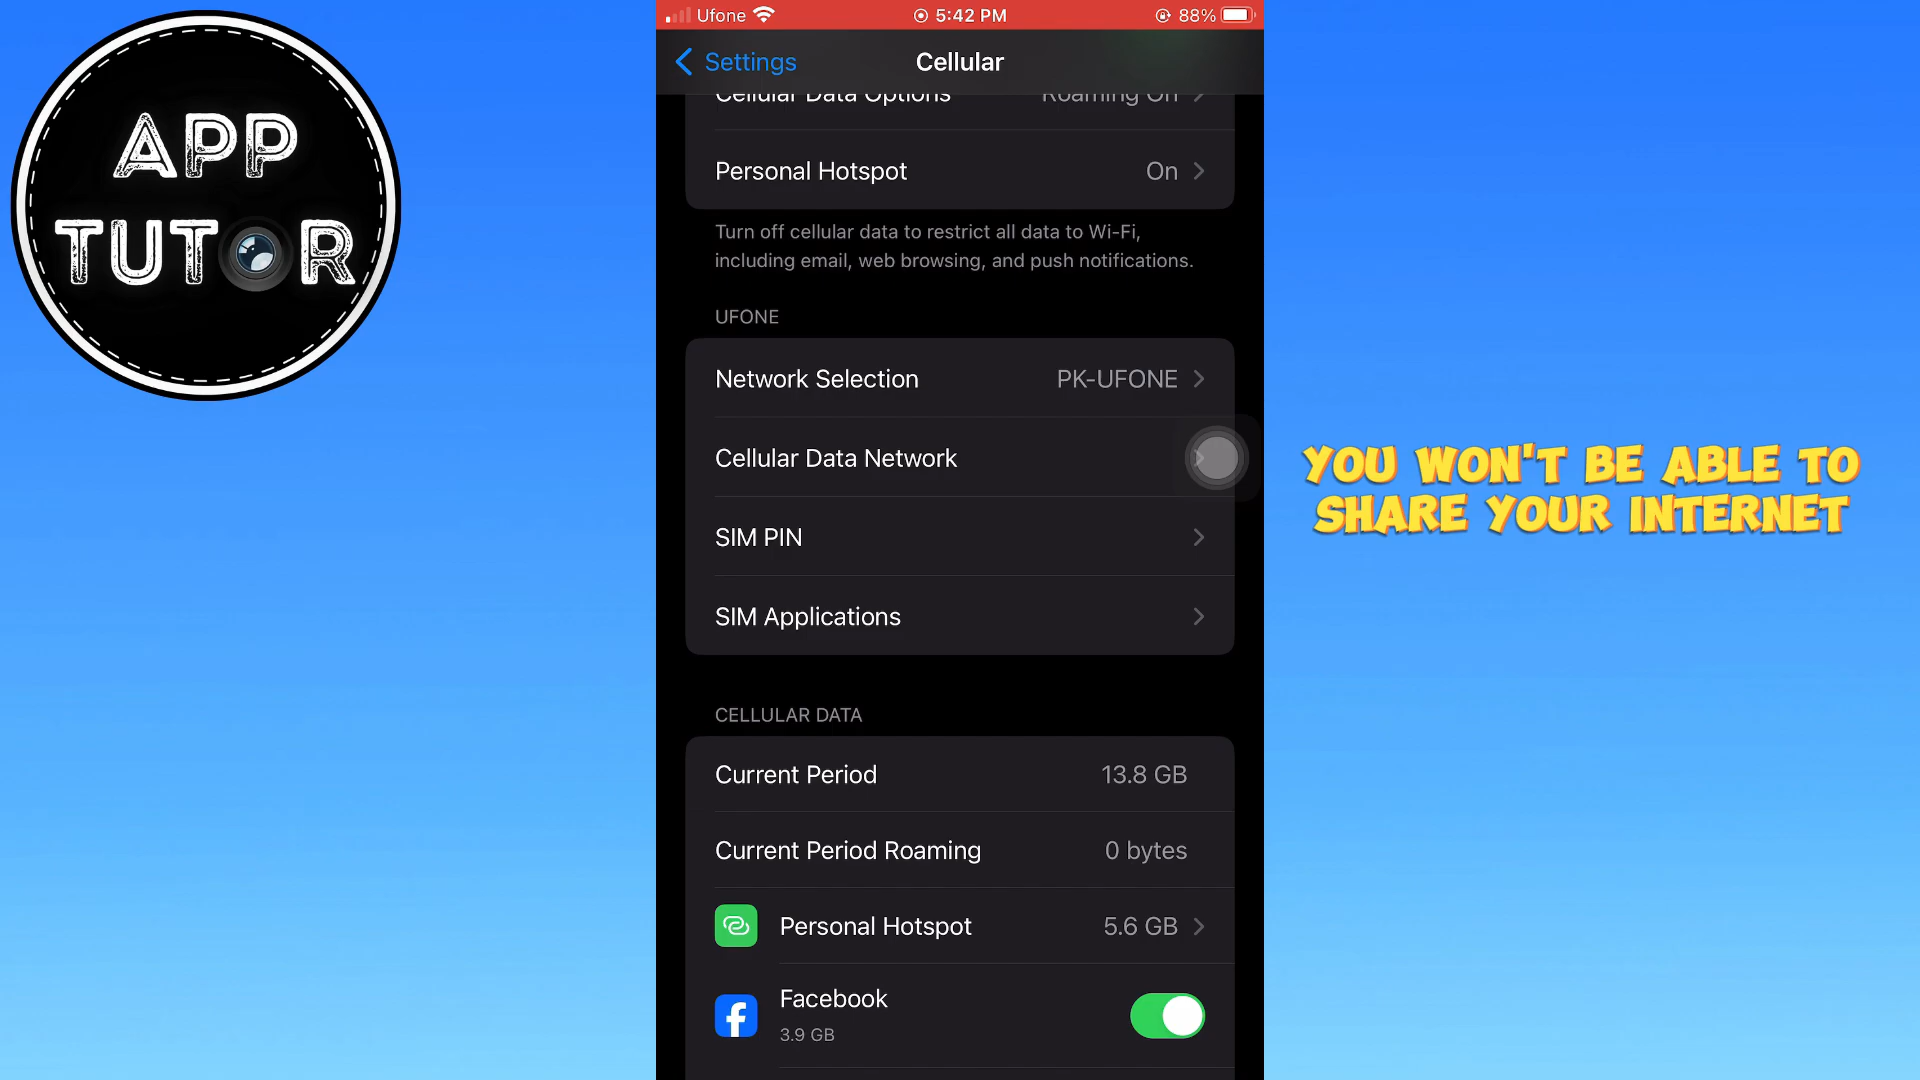 APP
TUTOR
Ufone 5:42 PM 88%
Settings Cellular
Cellular Data Options Roaming On
Personal Hotspot On
Turn off cellular data to restrict all data to Wi-Fi,
including email, web browsing, and push notifications.
UFONE
Network Selection PK-UFONE
Cellular Data Network
SIM PIN
SIM Applications
CELLULAR DATA
Current Period 13.8 GB
Current Period Roaming 0 bytes
Personal Hotspot 5.6 GB
Facebook
3.9 GB
YOU WON'T BE ABLE TO
SHARE YOUR INTERNET